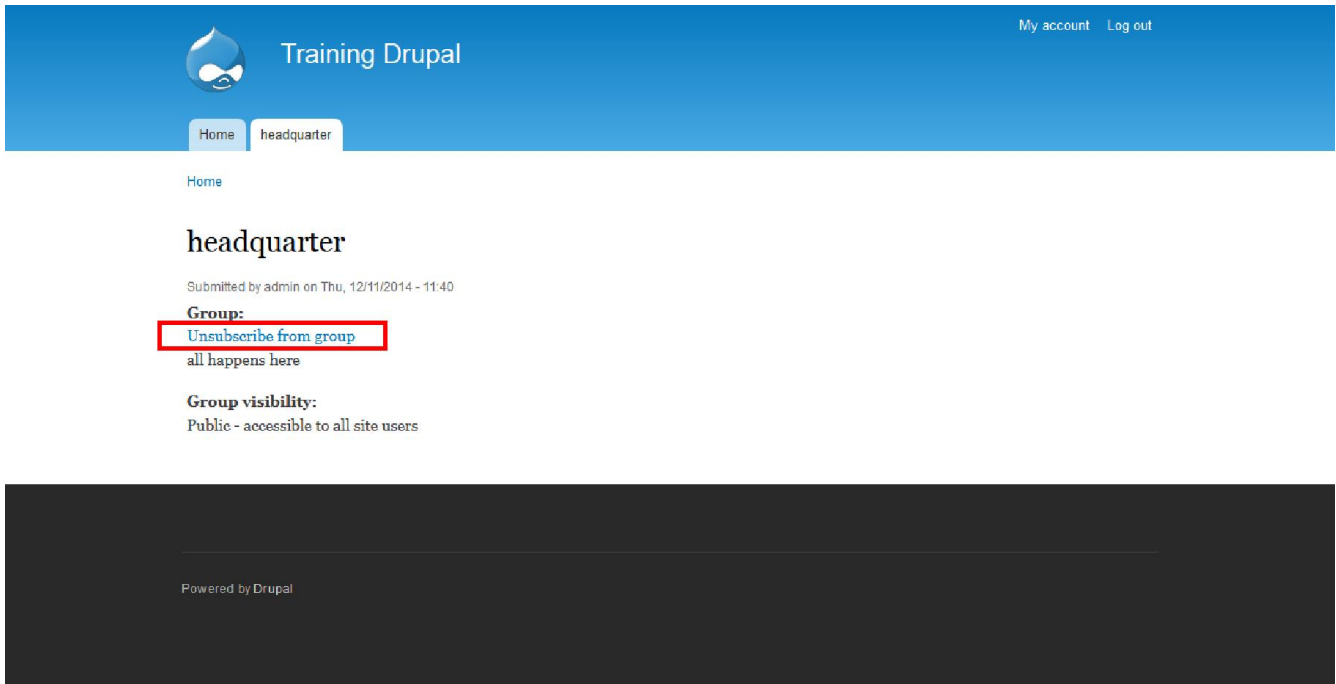 My account Log out
Training Drupal
Home headquarter
Home
headquarter
Submitted by admin on Thu, 12/11/2014 - 11:40
Group:
Unsubscribe from group
all happens here
Group visibility:
Public - accessible to all site users
Powered by Drupal